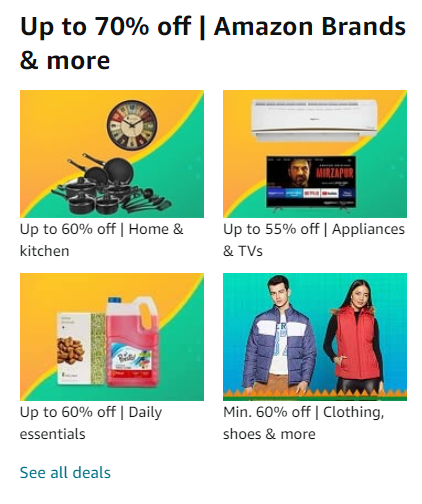 Up to 70% off | Amazon Brands
& more
MIRZAPUR
Up to 60% off | Home &
kitchen
Up to 55% off | Appliances
& TVs
Up to 60% off | Daily
essentials
Min. 60% off | Clothing,
shoes & more
See all deals